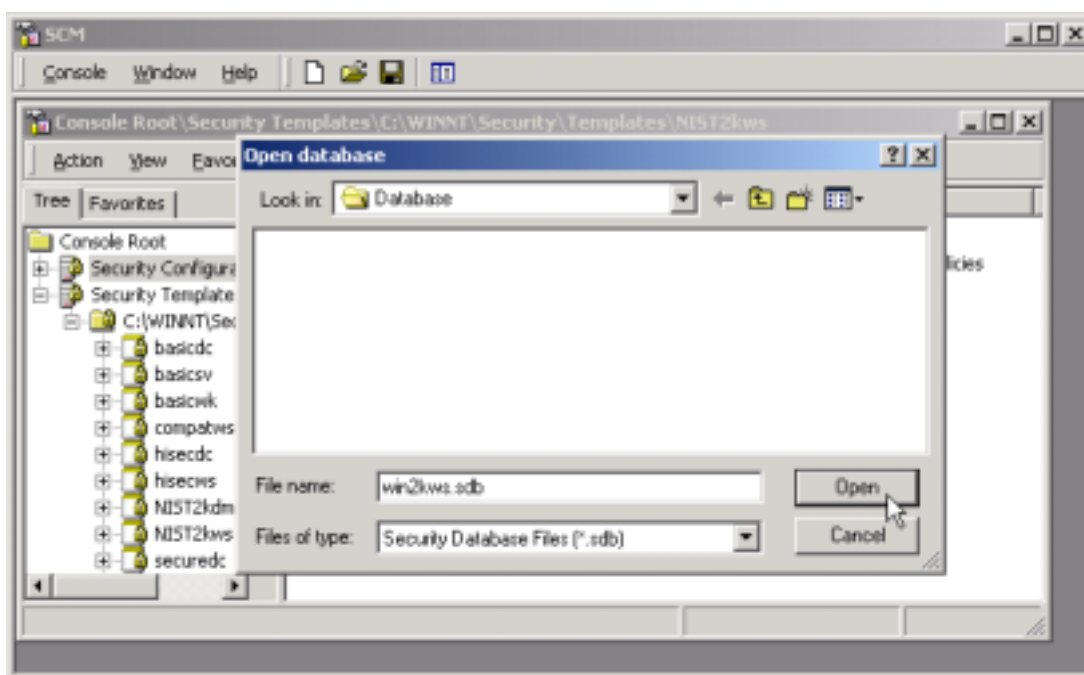 SCM
Console Window Help
Console Root\Security Templates\C:\WINNT\Security\Templates\NIST2kws
Action View Favor
Open database
Look in: Database
Tree Favorites
Console Root
Security Configura
Security Template
C:\WINNT\Sec
basicdc
basicsv
basicwk
compatws
hisecdc
hisecws
NIST2kdm
NIST2kws
securedc
licies
File name: win2kws.sdb
Open
Files of type: Security Database Files (*.sdb)
Cancel